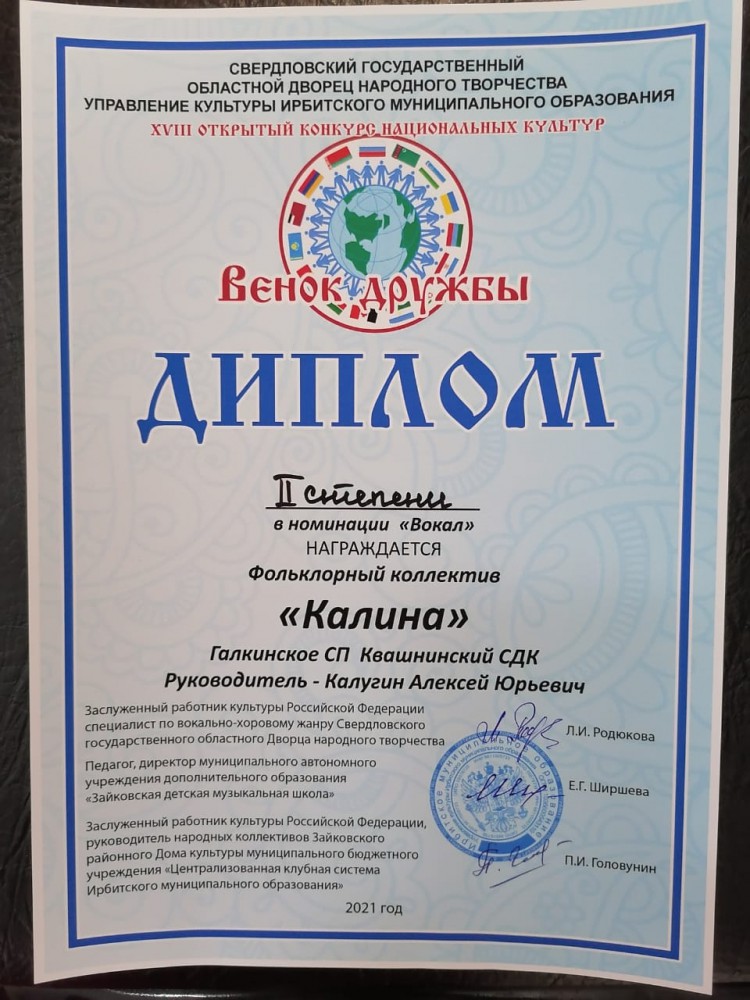 СВЕРДЛОВСКИЙ ГОСУДАРСТВЕННЫЙ
ОБЛАСТНОЙ ДВОРЕЦ НАРОДНОГО ТВОРЧЕСТВА
УПРАВЛЕНИЕ КУЛЬТУРЫ ИРБИТСКОГО МУНИЦИПАЛЬНОГО ОБРАЗОВАНИЯ
XVIII ОТКРЫТЫЙ КОНКУРС НАЦИОНАЛЬНЫХ КУЛЬТУР
ВЕНОК ДРУЖБЫ
ДИПЛОМ
II степени
в номинации «Вокал»
НАГРАЖДАЕТСЯ
Фольклорный коллектив
«Калина»
Галкинское СП Квашнинский СДК
Руководитель - Калугин Алексей Юрьевич
Заслуженный работник культуры Российской Федерации
специалист по вокально-хоровому жанру Свердловского
государственного областного Дворца народного творчества
Л.И. Родюкова
Педагог, директор муниципального автономного
учреждения дополнительного образования
«Зайковская детская музыкальная школа»
Е.Г. Ширшева
Заслуженный работник культуры Российской Федерации,
руководитель народных коллективов Зайковского
районного Дома культуры муниципального бюджетного
учреждения «Централизованная клубная система
Ирбитского муниципального образования»
П.И. Головунин
2021 год